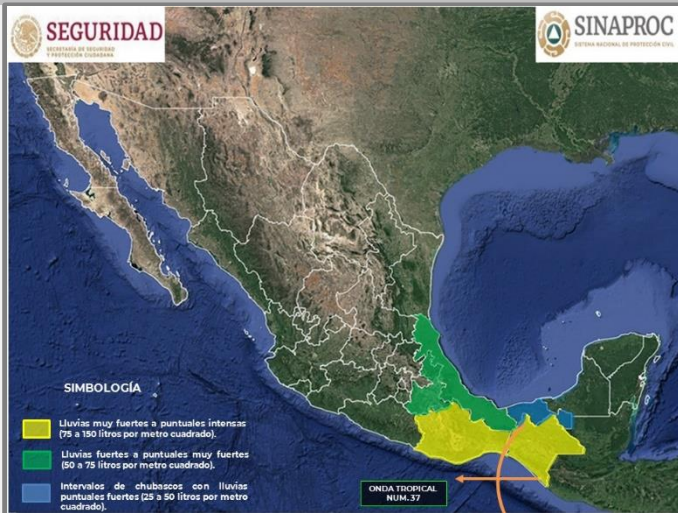 SEGURIDAD
SECRETARÍA DE SEGURIDAD
Y PROTECCIÓN CIUDADANA
SINAPROC
SISTEMA NACIONAL DE PROTECCIÓN CIVIL
SIMBOLOGÍA
Lluvias muy fuertes a puntuales intensas
(75 a 150 litros por metro cuadrado).
Lluvias fuertes a puntuales muy fuertes
(50 a 75 litros por metro cuadrado).
Intervalos de chubascos con lluvias
puntuales fuertes (25 a 50 litros por metro
cuadrado).
ONDA TROPICAL
NUM.37